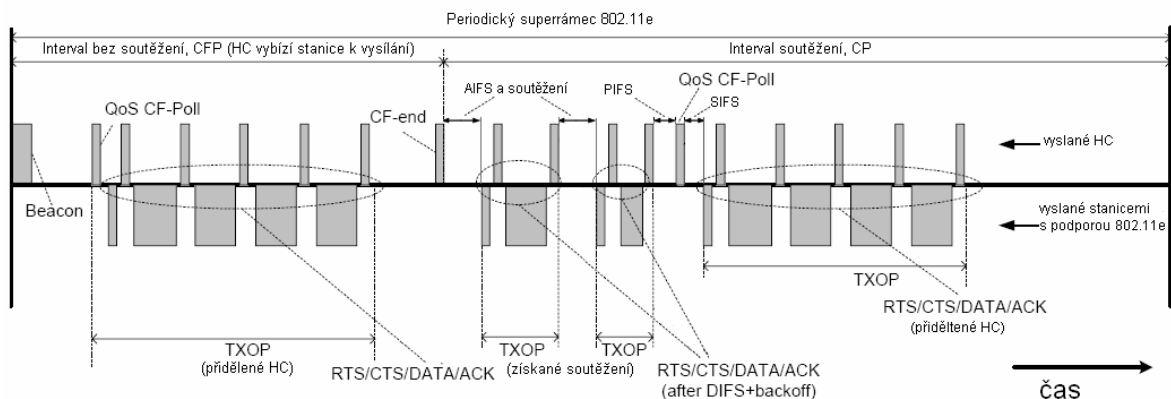 Periodický superrámec 802.11e
Interval bez soutěžení, CFP (HC vybízí stanice k vysílání)
Interval soutěžení, CP
AIFS a soutěžení
PIFS
QoS CF-Poll
SIFS
QoS CF-Poll
CF-end
vyslané HC
Beacon
vyslané stanicemi
s podporou 802.11e
TXOP
RTS/CTS/DATA/ACK
(přiděltené HC)
TXOP
(přidělené HC)
RTS/CTS/DATA/ACK
TXOP
TXOP
(získané soutěžení)
RTS/CTS/DATA/ACK
(after DIFS+backoff)
čas